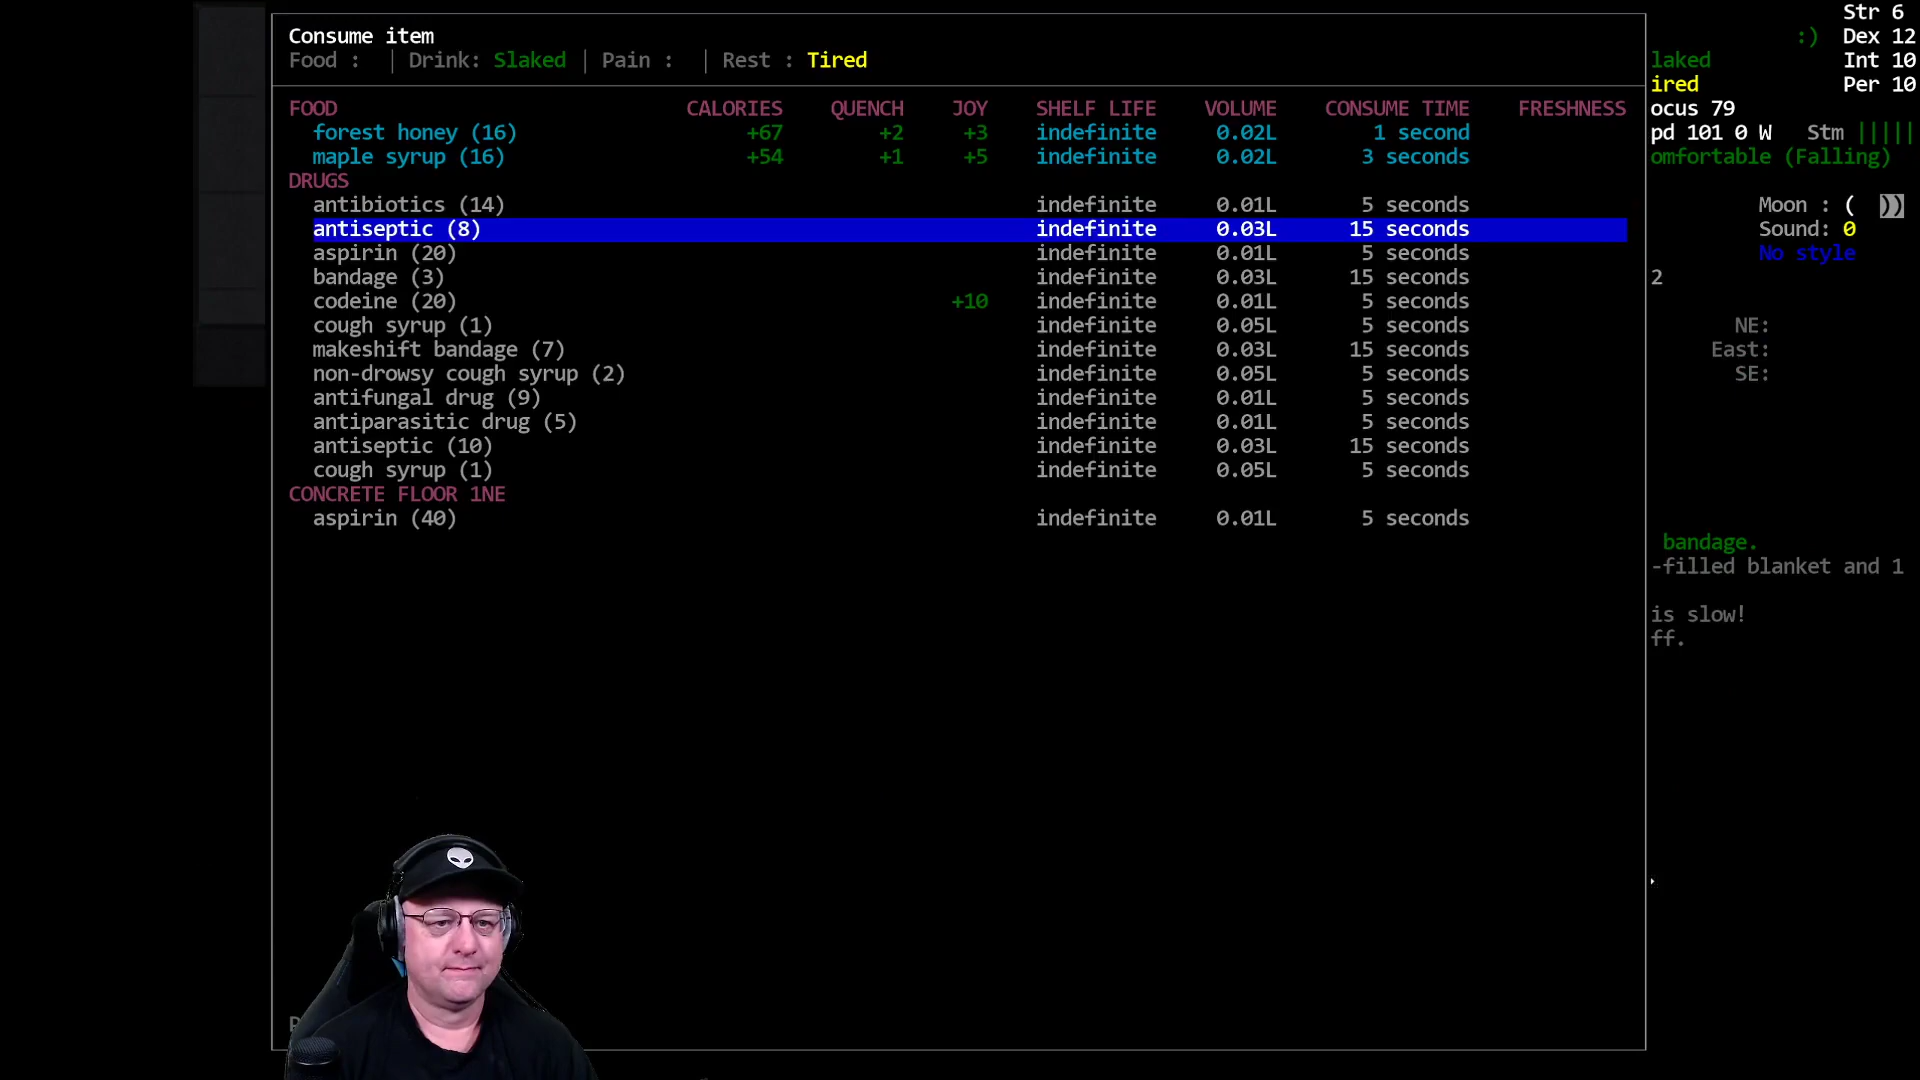 Consume item
Food : | Drink: Slaked | Pain : | Rest : Tired
FOOD CALORIES QUENCH JOY SHELF LIFE VOLUME CONSUME TIME FRESHNESS
forest honey (16) +67 +2 +3 indefinite 0.02L 1 second
maple syrup (16) +54 +1 +5 indefinite 0.02L 3 seconds
DRUGS
antibiotics (14) indefinite 0.01L 5 seconds
antiseptic (8) indefinite 0.03L 15 seconds
aspirin (20) indefinite 0.01L 5 seconds
bandage (3) indefinite 0.03L 15 seconds
codeine (20) +10 indefinite 0.01L 5 seconds
cough syrup (1) indefinite 0.05L 5 seconds
makeshift bandage (7) indefinite 0.03L 15 seconds
non-drowsy cough syrup (2) indefinite 0.05L 5 seconds
antifungal drug (9) indefinite 0.01L 5 seconds
antiparasitic drug (5) indefinite 0.01L 5 seconds
antiseptic (10) indefinite 0.03L 15 seconds
cough syrup (1) indefinite 0.05L 5 seconds
CONCRETE FLOOR 1NE
aspirin (40) indefinite 0.01L 5 seconds
Str 6
:) Dex 12
laked Int 10
ired Per 10
ocus 79
pd 101 0 W Stm |||||
omfortable (Falling)
Moon : ( ))
Sound: 0
No style
2
NE:
East:
SE:
bandage.
-filled blanket and 1
is slow!
ff.